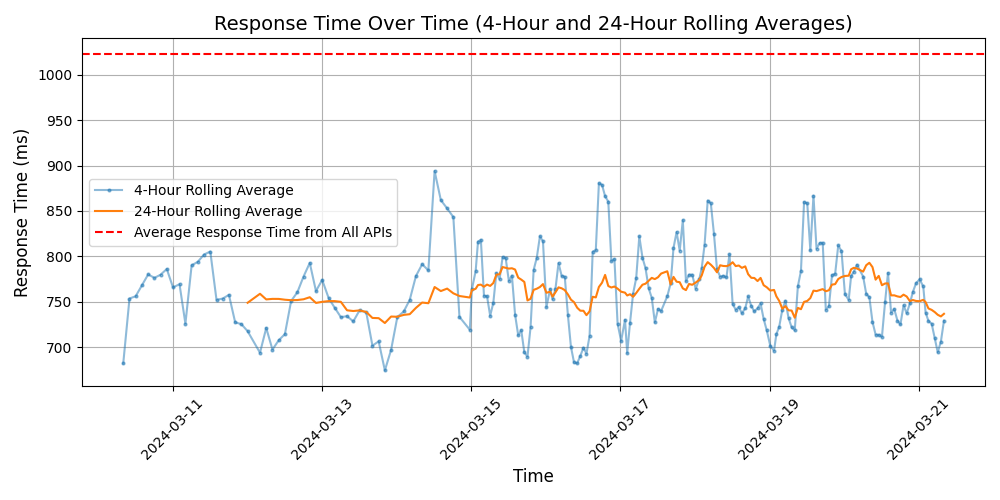 Response Time Over Time (4-Hour and 24-Hour Rolling Averages)
Response Time (ms)
1000
950
900
850
800
750
700
4-Hour Rolling Average
24-Hour Rolling Average
Average Response Time from All APIs
2024-03-11
2024-03-13
2024-03-15
2024-03-17
2024-03-19
2024-03-21
Time